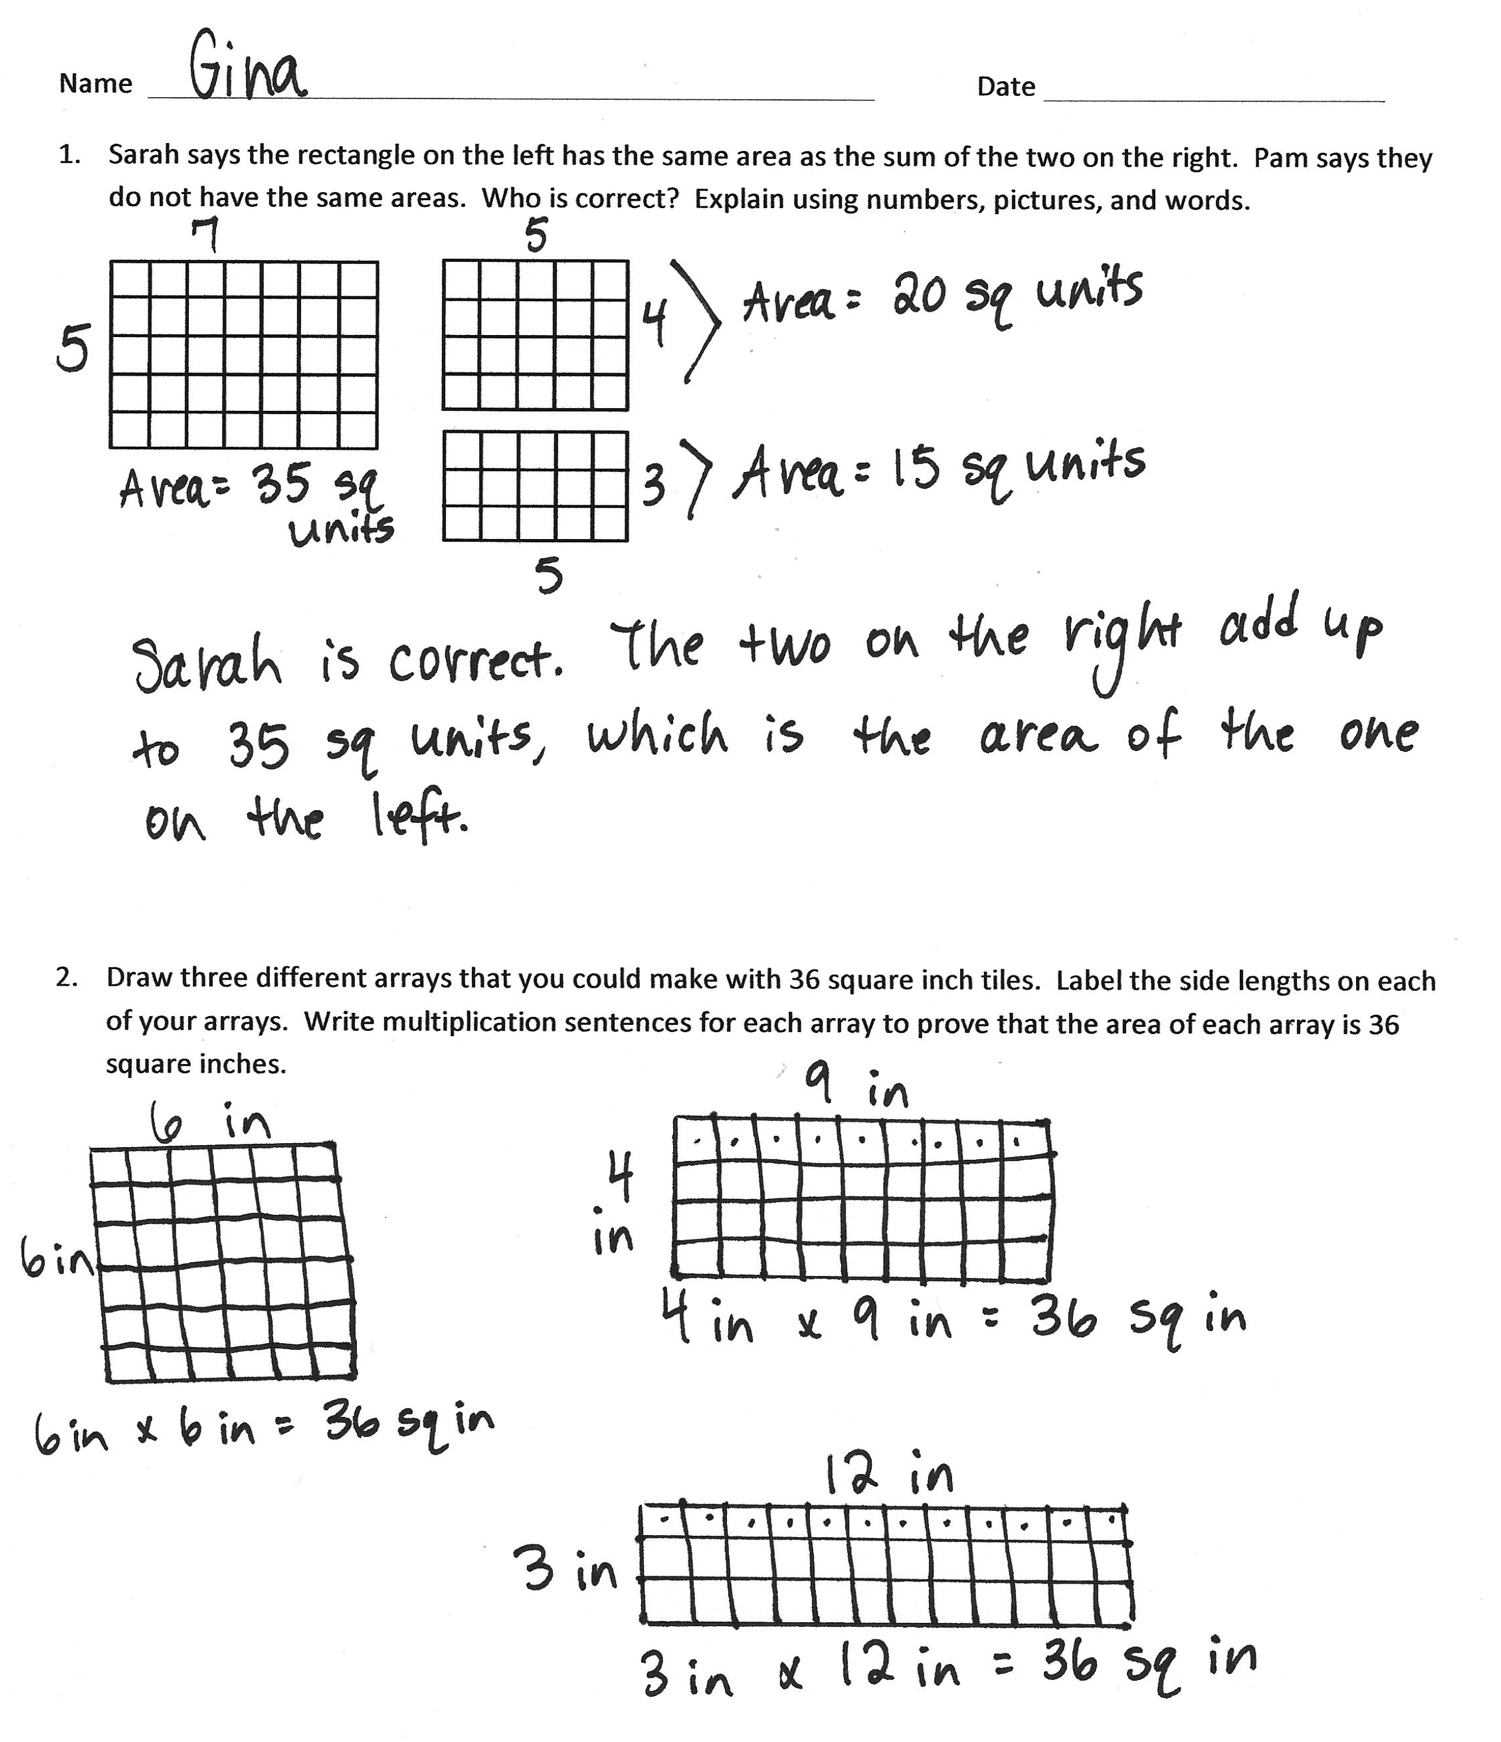 Name Gina Date
1. Sarah says the rectangle on the left has the same area as the sum of the two on the right. Pam says they
do not have the same areas. Who is correct? Explain using numbers, pictures, and words.
7
5
5
4
Area = 20 sq units
3
Area = 15 sq units
Area = 35 sq
units
5
Sarah is correct. The two on the right add up
to 35 sq units, which is the area of the one
on the left.
2. Draw three different arrays that you could make with 36 square inch tiles. Label the side lengths on each
of your arrays. Write multiplication sentences for each array to prove that the area of each array is 36
square inches.
6 in
6 in
6 in x 6 in = 36 sq in
9 in
4
in
4 in x 9 in = 36 sq in
12 in
3 in
3 in x 12 in = 36 sq in